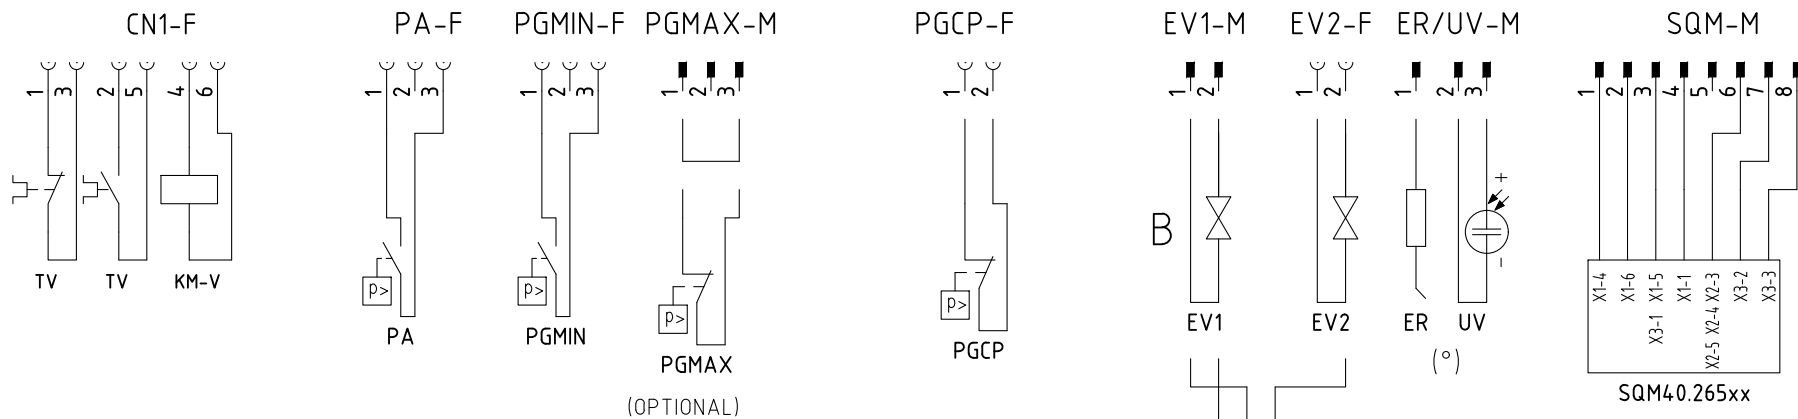 CN1-F PA-F PGMIN-F PGMAX-M PGCP-F EV1-M EV2-F ER/UV-M SQM-M
1 3 2 5 4 6 1 2 3 1 2 3 1 2 3 1 2 1 2 1 2 1 2 3 1 2 3 4 5 6 7 8
+
B
-
TV TV KM-V
X1-4 X1-6 X1-5 X1-1 X2-3 X3-2 X3-3
p> p> p> p>
X3-1 X2-5 X2-4
PA PGMIN EV1 EV2 ER UV
PGMAX PGCP (°)
SQM40.265xx
(OPTIONAL)